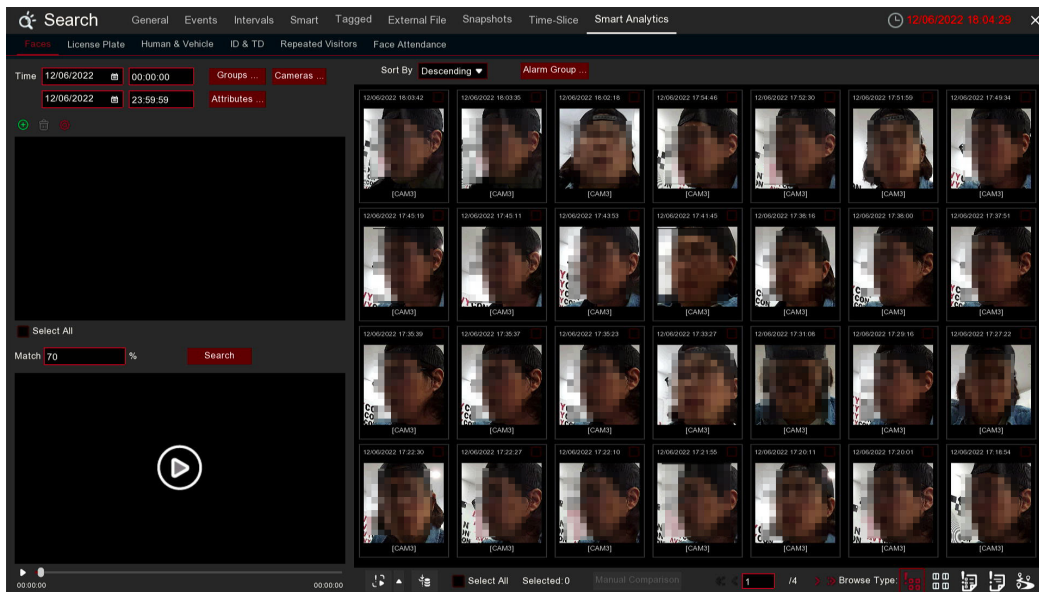 Search General Events Intervals Smart Tagged External File Snapshots Time-Slice Smart Analytics 12/06/2022 18:04:29
Faces License Plate Human & Vehicle ID & TD Repeated Visitors Face Attendance
Time 12/06/2022 00:00:00 Groups ... Cameras ... Sort By Descending Alarm Group ...
12/06/2022 23:59:59 Attributes ...
12/06/2022 18:03:42 12/06/2022 18:03:35 12/06/2022 18:02:18 12/06/2022 17:54:46 12/06/2022 17:52:30 12/06/2022 17:51:59 12/06/2022 17:49:34
[CAM3] [CAM3] [CAM3] [CAM3] [CAM3] [CAM3] [CAM3]
12/06/2022 17:45:19 12/06/2022 17:45:11 12/06/2022 17:43:53 12/06/2022 17:41:45 12/06/2022 17:38:16 12/06/2022 17:38:00 12/06/2022 17:37:51
[CAM3] [CAM3] [CAM3] [CAM3] [CAM3] [CAM3] [CAM3]
Select All
12/06/2022 17:35:39 12/06/2022 17:35:37 12/06/2022 17:35:23 12/06/2022 17:33:27 12/06/2022 17:31:08 12/06/2022 17:29:16 12/06/2022 17:27:22
Match 70 % Search
[CAM3] [CAM3] [CAM3] [CAM3] [CAM3] [CAM3] [CAM3]
12/06/2022 17:22:30 12/06/2022 17:22:27 12/06/2022 17:22:10 12/06/2022 17:21:55 12/06/2022 17:20:11 12/06/2022 17:20:01 12/06/2022 17:18:54
[CAM3] [CAM3] [CAM3] [CAM3] [CAM3] [CAM3] [CAM3]
00:00:00 00:00:00 Select All Selected:0 Manual Comparison 1 /4 Browse Type: